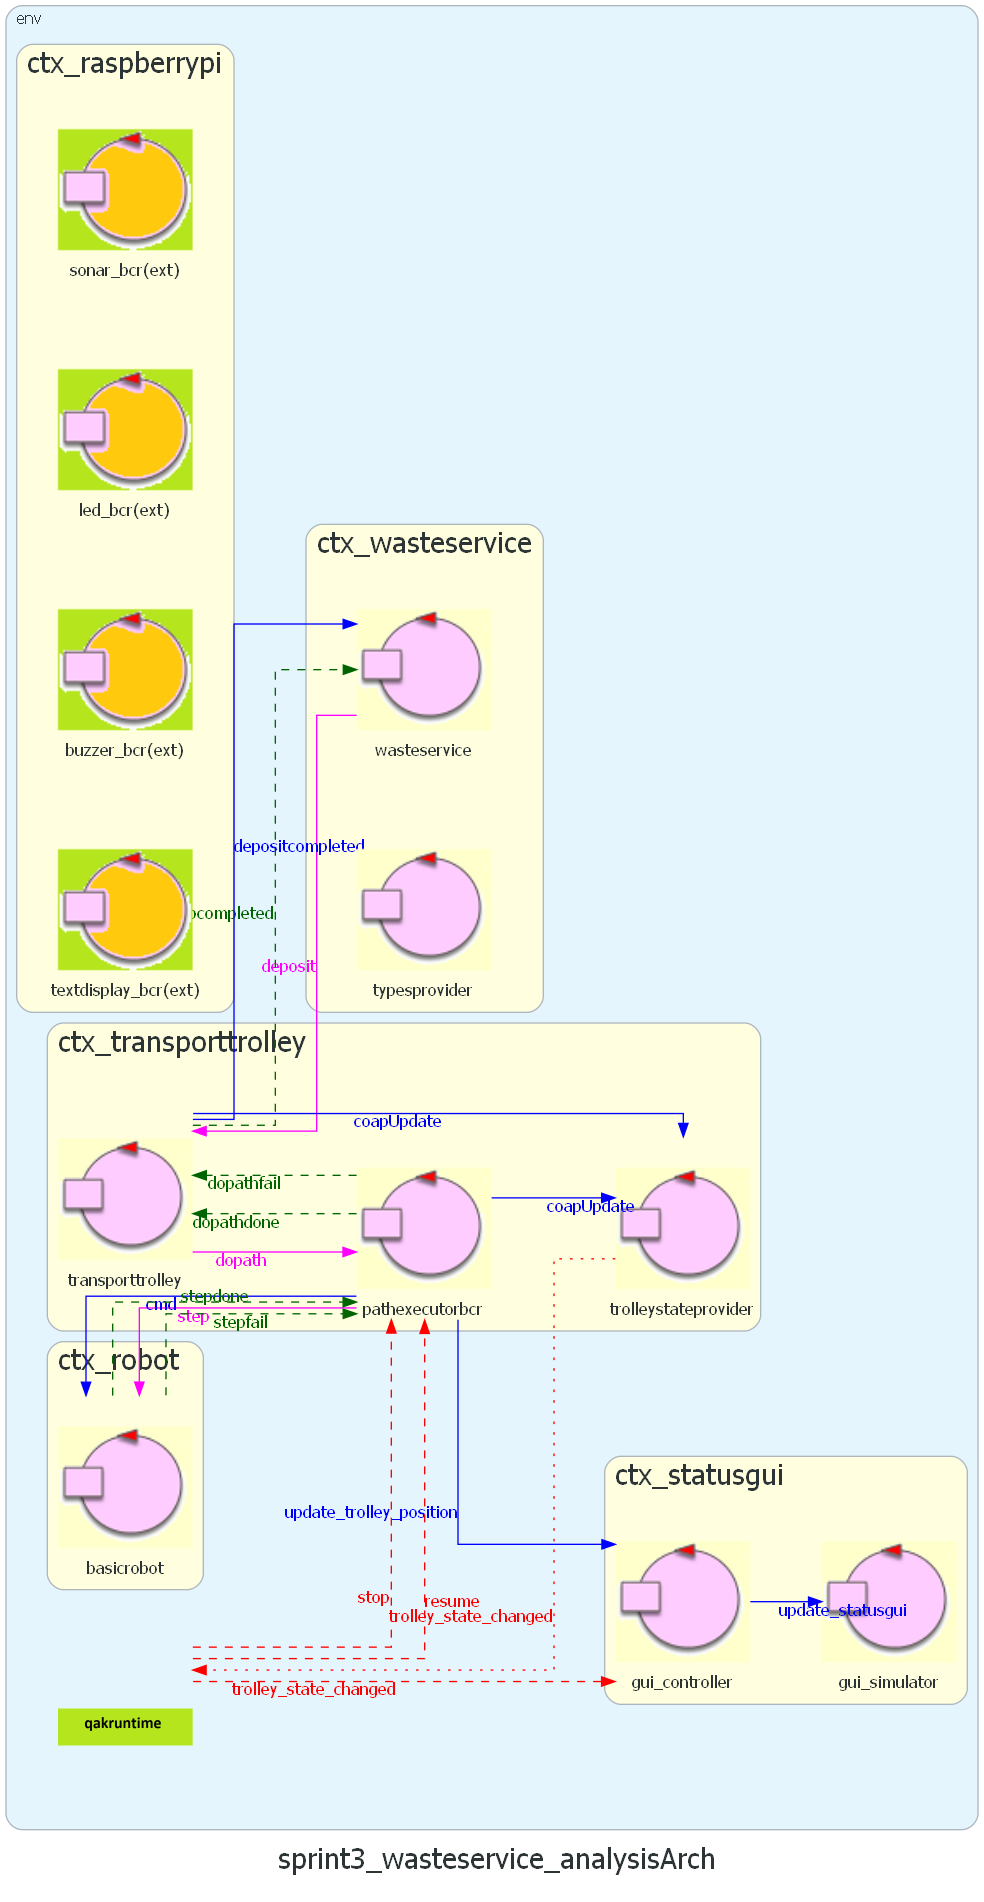 env
ctx_raspberrypi
sonar_bcr(ext)
led_bcr(ext)
ctx_wasteservice
buzzer_bcr(ext)
wasteservice
depositcompleted
ocompleted
deposit
textdisplay_bcr(ext)
typesprovider
ctx_transporttrolley
coapUpdate
dopathfail
coapUpdate
dopathdone
dopath
transporttrolley
stepdone
cmd
pathexecutorbcr
trolleystateprovider
step
stepfail
ctx_robot
ctx_statusgui
update_trolley_position
basicrobot
stop
resume
trolley_state_changed
update_statusgui
gui_controller
gui_simulator
trolley_state_changed
qakruntime
sprint3_wasteservice_analysisArch